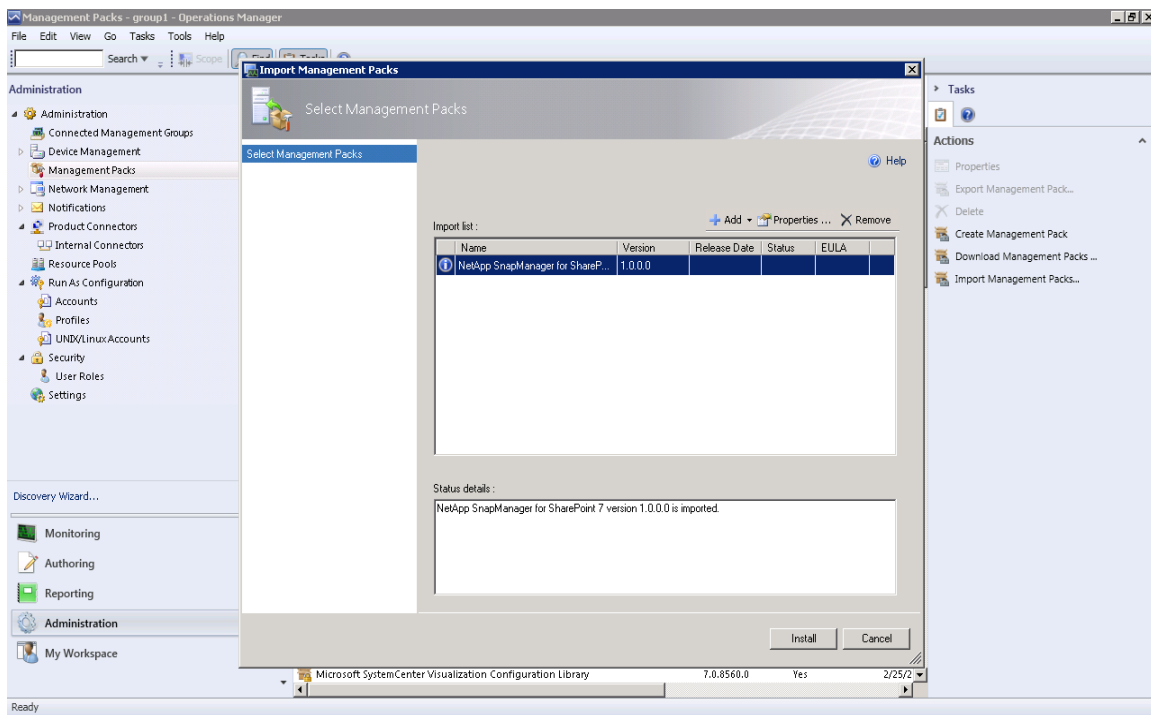 Management Packs - group1 - Operations Manager
File Edit View Go Tasks Tools Help
Search Scope Find Tasks
Administration
Administration
Connected Management Groups
Device Management
Management Packs
Network Management
Notifications
Product Connectors
Internal Connectors
Resource Pools
Run As Configuration
Accounts
Profiles
UNIX/Linux Accounts
Security
User Roles
Settings
Discovery Wizard...
Monitoring
Authoring
Reporting
Administration
My Workspace
Import Management Packs
Select Management Packs
Select Management Packs
Help
Import list :
Add Properties ... Remove
Name Version Release Date Status EULA
NetApp SnapManager for ShareP... 1.0.0.0
Status details :
NetApp SnapManager for SharePoint 7 version 1.0.0.0 is imported.
Install Cancel
Microsoft SystemCenter Visualization Configuration Library 7.0.8560.0 Yes 2/25/2
Tasks
Actions
Properties
Export Management Pack...
Delete
Create Management Pack
Download Management Packs ...
Import Management Packs...
Ready